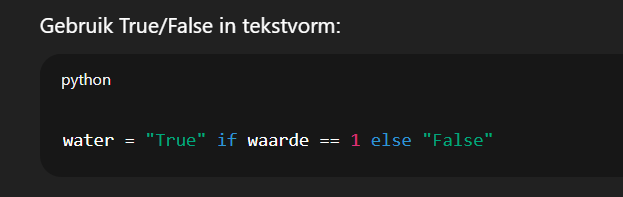 Gebruik True/False in tekstvorm:
python
water = "True" if waarde == 1 else "False"